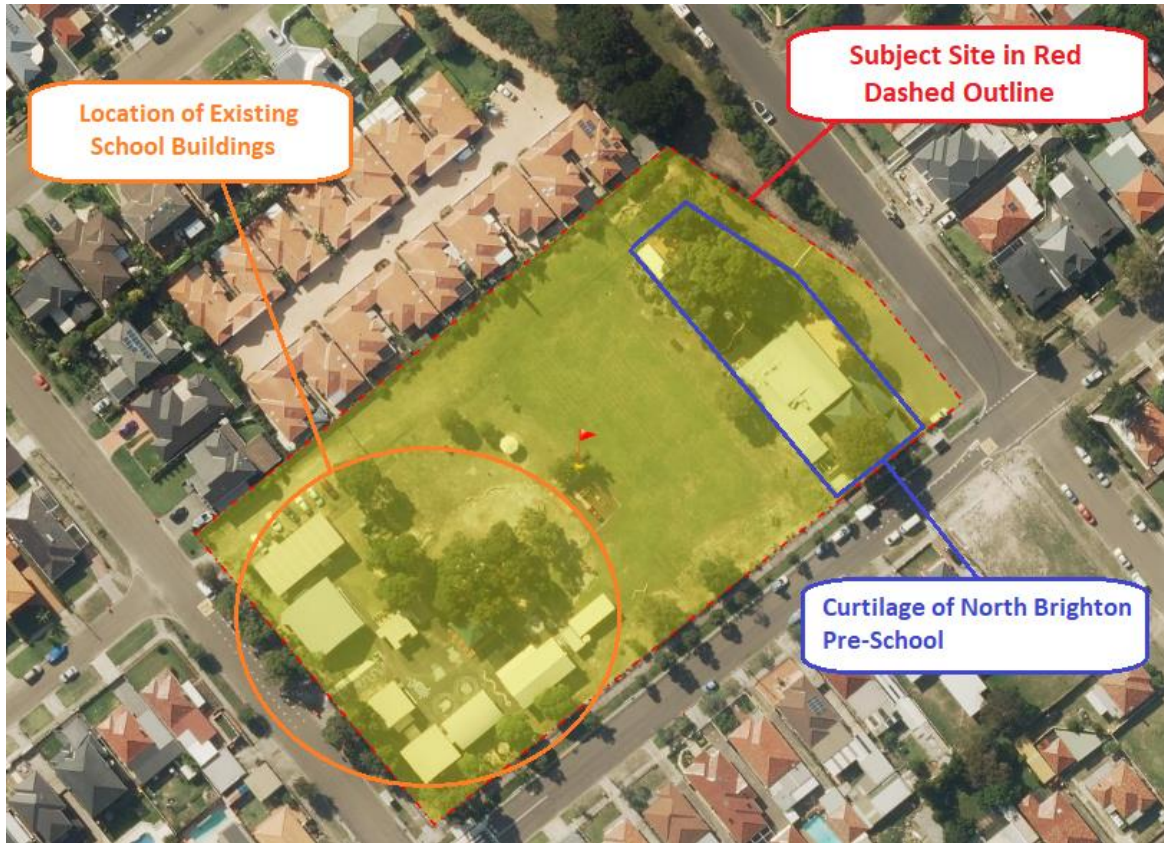 Subject Site in Red
Dashed Outline
Location of Existing
School Buildings
Curtilage of North Brighton
Pre-School